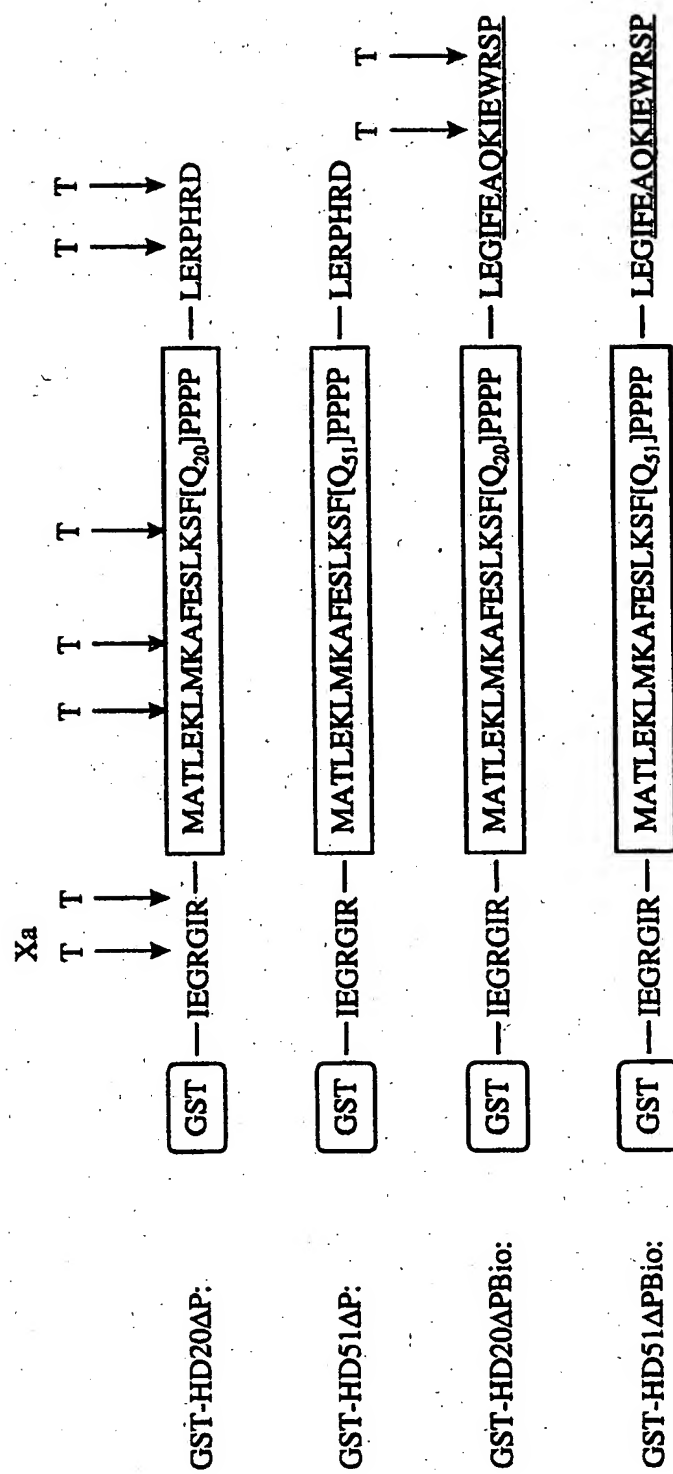 Xa
T T T T T T T
GST-HD20ΔP: GST —IEGRGIR— MATLEKLMKAFESLKSF[Q20]PPPP —LERPHRD
GST-HD51ΔP: GST —IEGRGIR— MATLEKLMKAFESLKSF[Q51]PPPP —LERPHRD
T T
GST-HD20ΔPBio: GST —IEGRGIR— MATLEKLMKAFESLKSF[Q20]PPPP —LEGIFEAQKIEWRSP
GST-HD51ΔPBio: GST —IEGRGIR— MATLEKLMKAFESLKSF[Q51]PPPP —LEGIFEAQKIEWRSP